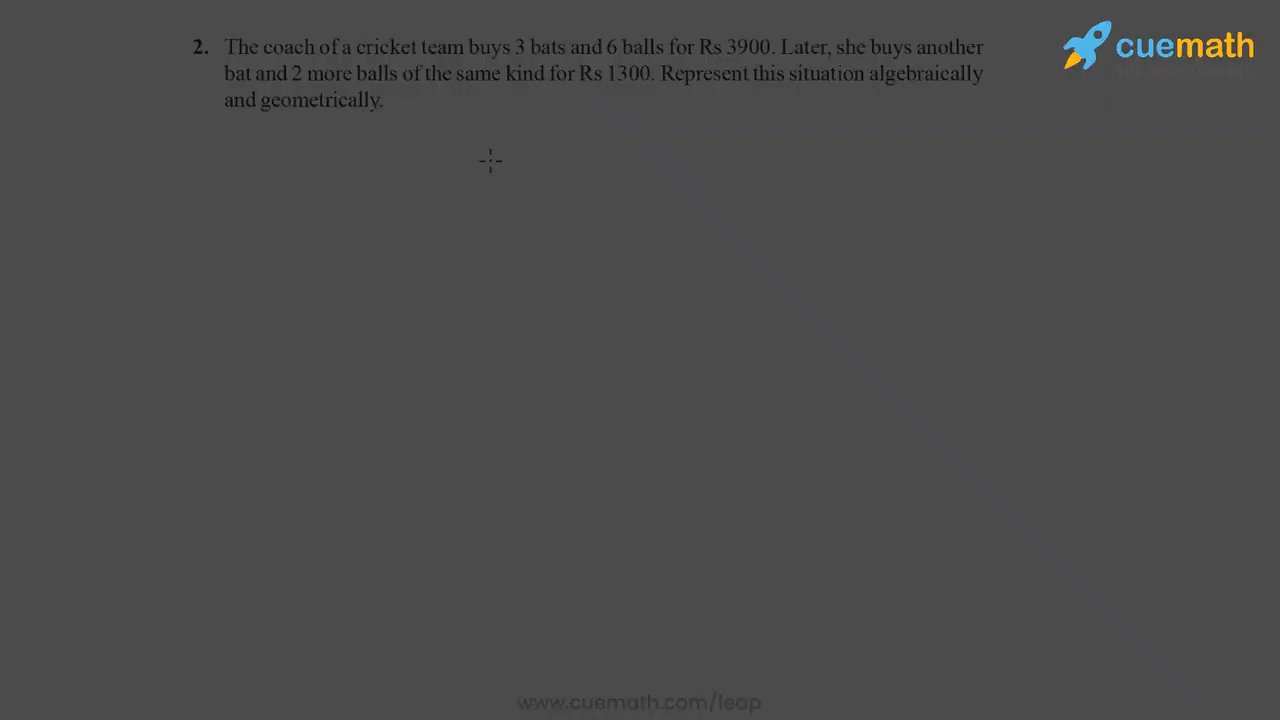 2. The coach of a cricket team buys 3 bats and 6 balls for Rs 3900. Later, she buys another
bat and 2 more balls of the same kind for Rs 1300. Represent this situation algebraically
and geometrically.
cuemath
www.cuemath.com/leap